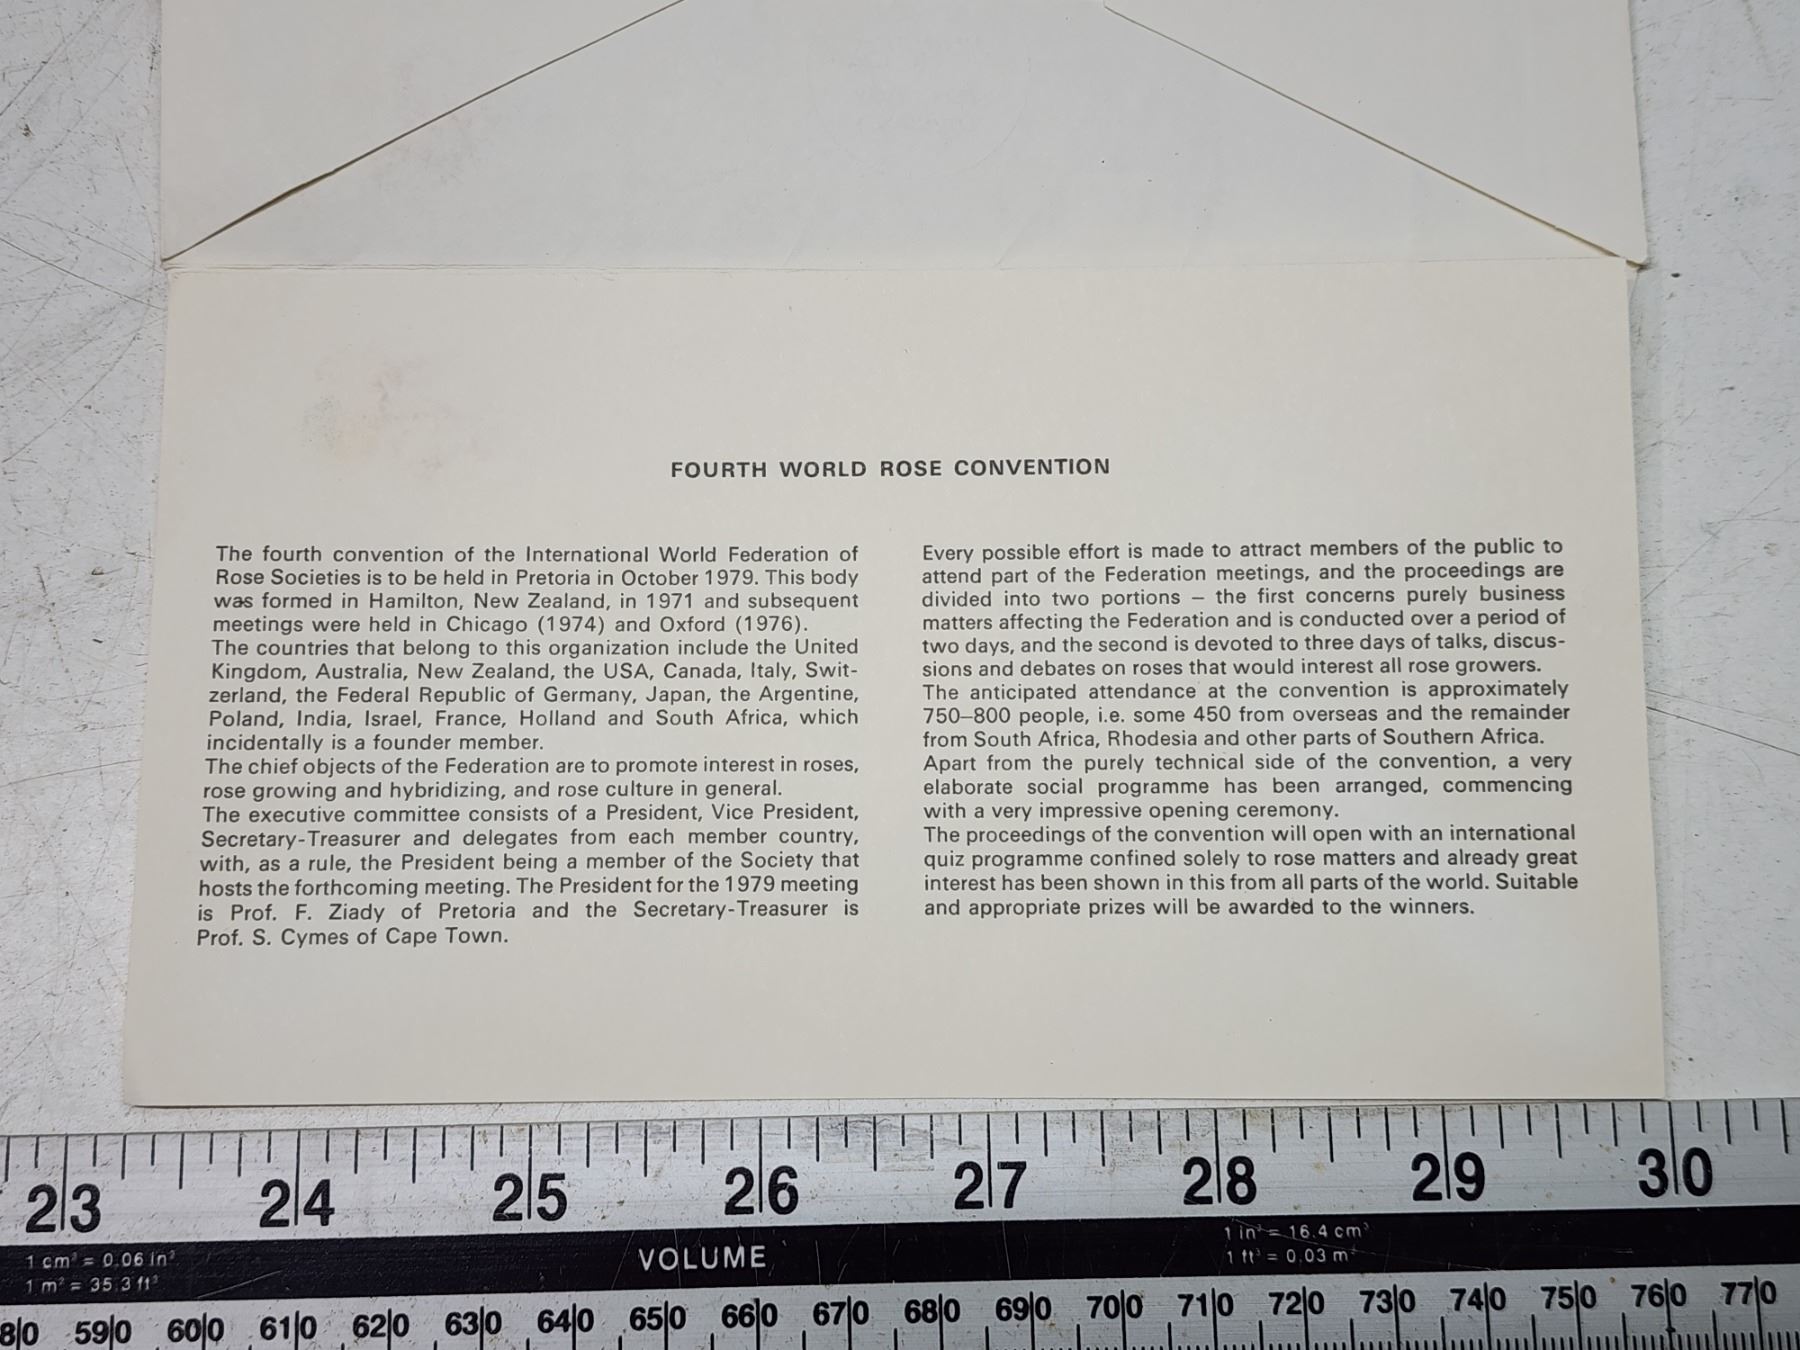 FOURTH WORLD ROSE CONVENTION
The fourth convention of the International World Federation of
Rose Societies is to be held in Pretoria in October 1979. This body
was formed in Hamilton, New Zealand, in 1971 and subsequent
meetings were held in Chicago (1974) and Oxford (1976).
The countries that belong to this organization include the United
Kingdom, Australia, New Zealand, the USA, Canada, Italy, Swit-
zerland, the Federal Republic of Germany, Japan, the Argentine,
Poland, India, Israel, France, Holland and South Africa, which
incidentally is a founder member.
The chief objects of the Federation are to promote interest in roses,
rose growing and hybridizing, and rose culture in general.
The executive committee consists of a President, Vice President,
Secretary-Treasurer and delegates from each member country,
with, as a rule, the President being a member of the Society that
hosts the forthcoming meeting. The President for the 1979 meeting
is Prof. F. Ziady of Pretoria and the Secretary-Treasurer is
Prof. S. Cymes of Cape Town.
Every possible effort is made to attract members of the public to
attend part of the Federation meetings, and the proceedings are
divided into two portions – the first concerns purely business
matters affecting the Federation and is conducted over a period of
two days, and the second is devoted to three days of talks, discus-
sions and debates on roses that would interest all rose growers.
The anticipated attendance at the convention is approximately
750–800 people, i.e. some 450 from overseas and the remainder
from South Africa, Rhodesia and other parts of Southern Africa.
Apart from the purely technical side of the convention, a very
elaborate social programme has been arranged, commencing
with a very impressive opening ceremony.
The proceedings of the convention will open with an international
quiz programme confined solely to rose matters and already great
interest has been shown in this from all parts of the world. Suitable
and appropriate prizes will be awarded to the winners.
23 24 25 26 27 28 29 30
1 cm³ = 0.06 in³
1 m³ = 35.3 ft³
VOLUME
1 in³ = 16.4 cm³
1 ft³ = 0.03 m³
80 590 600 610 620 630 640 650 660 670 680 690 700 710 720 730 740 750 760 770